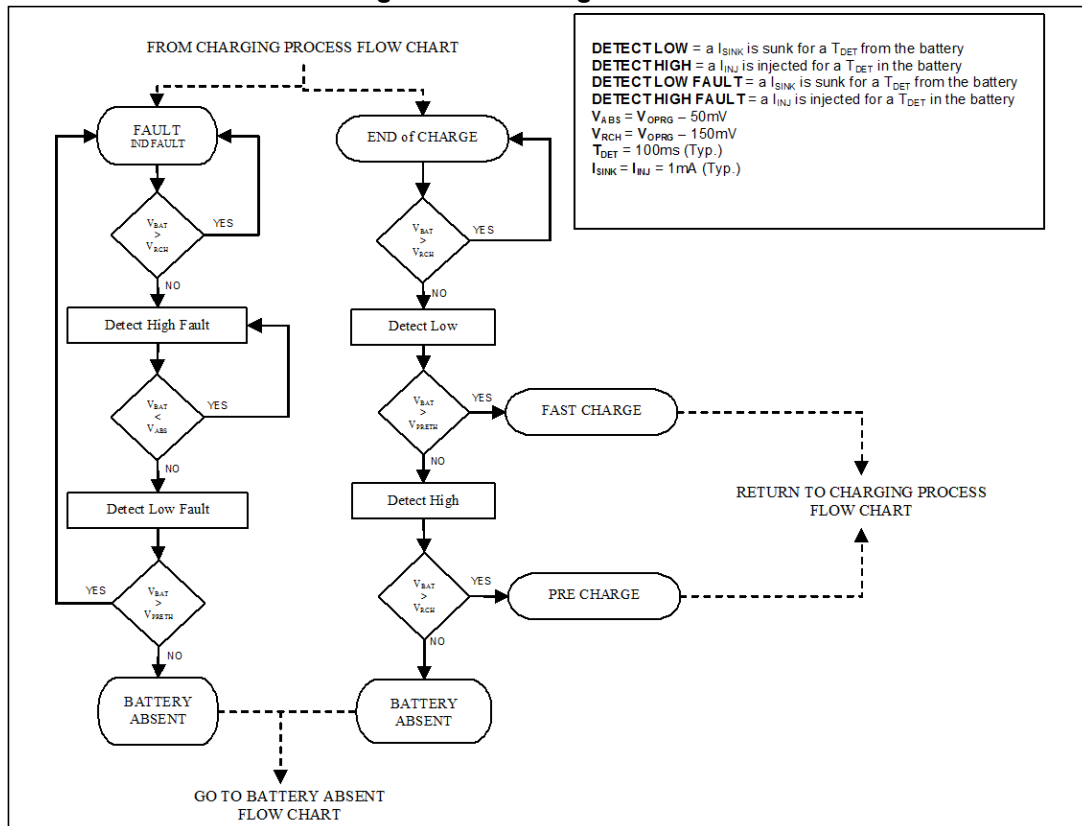 FROM CHARGING PROCESS FLOW CHART
DETECT LOW = a ISINK is sunk for a TDET from the battery
DETECT HIGH = a IINJ is injected for a TDET in the battery
DETECT LOW FAULT = a ISINK is sunk for a TDET from the battery
DETECT HIGH FAULT = a IINJ is injected for a TDET in the battery
VABS = VOPRG – 50mV
VRCH = VOPRG – 150mV
TDET = 100ms (Typ.)
ISINK = IINJ = 1mA (Typ.)
FAULT
IND FAULT
VBAT
>
VRCH
YES
NO
Detect High Fault
VBAT
<
VABS
YES
NO
Detect Low Fault
VBAT
>
VPRETH
YES
NO
BATTERY
ABSENT
END of CHARGE
VBAT
>
VRCH
YES
NO
Detect Low
VBAT
>
VPRETH
YES
NO
FAST CHARGE
Detect High
VBAT
>
VRCH
YES
NO
PRE CHARGE
BATTERY
ABSENT
RETURN TO CHARGING PROCESS
FLOW CHART
GO TO BATTERY ABSENT
FLOW CHART